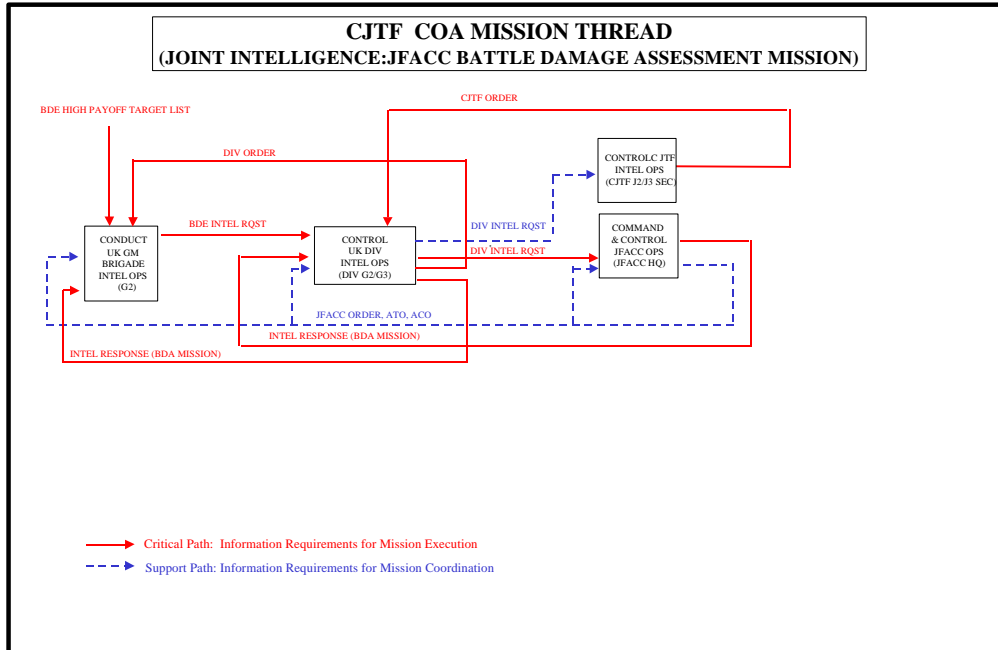 CJTF  COA MISSION THREAD
(JOINT INTELLIGENCE:JFACC BATTLE DAMAGE ASSESSMENT MISSION)
CJTF ORDER
BDE HIGH PAYOFF TARGET LIST
DIV ORDER
CONTROLC JTF
INTEL OPS
(CJTF J2/J3 SEC)
BDE INTEL RQST
DIV INTEL RQST
CONDUCT
UK GM
BRIGADE
INTEL OPS
(G2)
CONTROL
UK DIV
INTEL OPS
(DIV G2/G3)
DIV INTEL RQST
COMMAND
& CONTROL
JFACC OPS
(JFACC HQ)
JFACC ORDER, ATO, ACO
INTEL RESPONSE (BDA MISSION)
INTEL RESPONSE (BDA MISSION)
Critical Path:  Information Requirements for Mission Execution
Support Path: Information Requirements for Mission Coordination